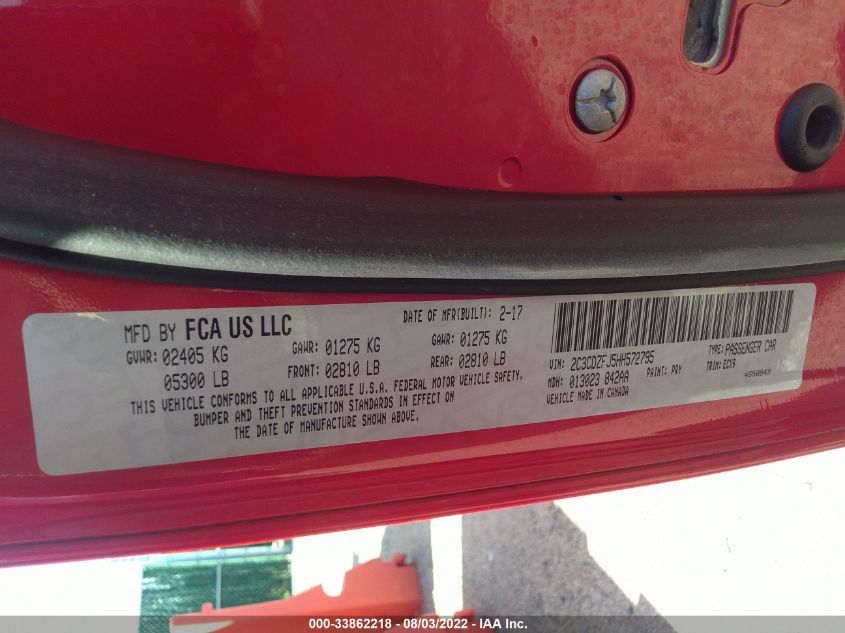 MFD BY FCA US LLC
DATE OF MFR(BUILT): 2-17
GVWR: 02405 KG
GAWR: 01275 KG
GAWR: 01275 KG
05300 LB
FRONT: 02810 LB
REAR: 02810 LB
THIS VEHICLE CONFORMS TO ALL APPLICABLE U.S.A. FEDERAL MOTOR VEHICLE SAFETY,
BUMPER AND THEFT PREVENTION STANDARDS IN EFFECT ON
THE DATE OF MANUFACTURE SHOWN ABOVE.
VIN: 2C3CDZFJ5HH572795
TYPE: PASSENGER CAR
MDH: 013023 842AA
PAINT: PRY
TRIM: ECX9
VEHICLE MADE IN CANADA
000-33862218 - 08/03/2022 - IAA Inc.